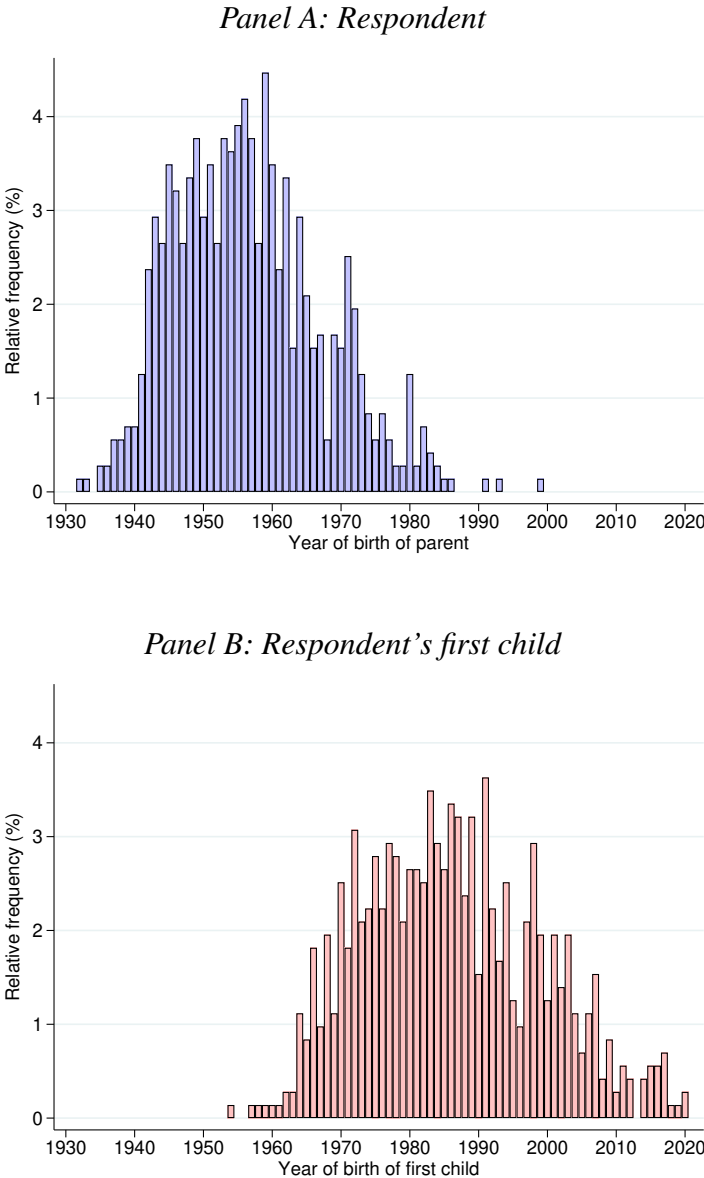 Panel A: Respondent
Relative frequency (%)
4
3
2
1
0
1930 1940 1950 1960 1970 1980 1990 2000 2010 2020
Year of birth of parent
Panel B: Respondent’s first child
Relative frequency (%)
4
3
2
1
0
1930 1940 1950 1960 1970 1980 1990 2000 2010 2020
Year of birth of first child